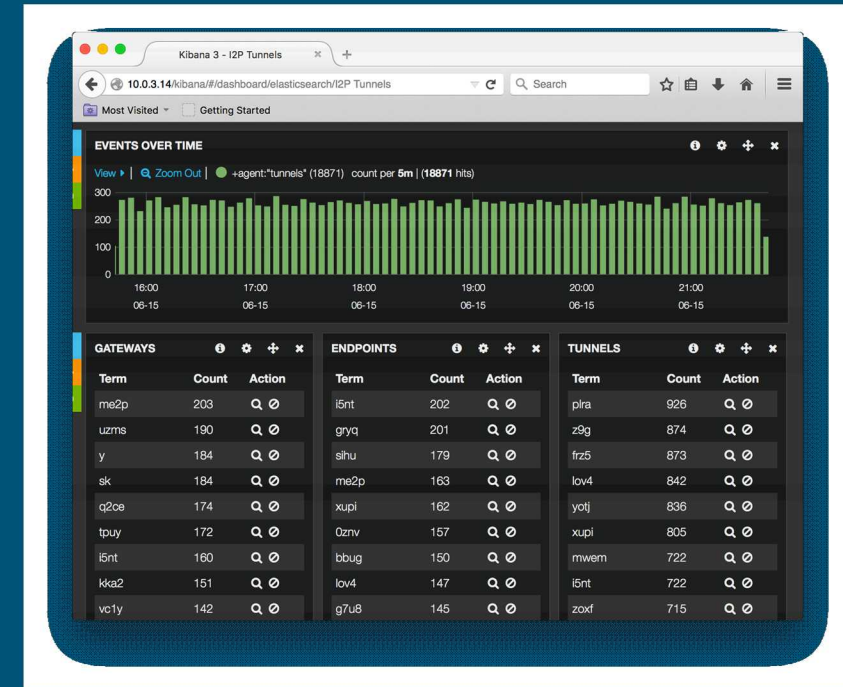 Kibana 3 - I2P Tunnels
10.0.3.14/kibana/#/dashboard/elasticsearch/I2P Tunnels
Search
Most Visited
Getting Started
EVENTS OVER TIME
View | Zoom Out | +agent:"tunnels" (18871) count per 5m | (18871 hits)
300
200
100
0
16:00 17:00 18:00 19:00 20:00 21:00
06-15 06-15 06-15 06-15 06-15 06-15
GATEWAYS ENDPOINTS TUNNELS
Term Count Action Term Count Action Term Count Action
me2p 203 i5nt 202 plra 926
uzms 190 gryq 201 z9g 874
y 184 sihu 179 frz5 873
sk 184 me2p 163 lov4 842
q2ce 174 xupi 162 yotj 836
tpuy 172 0znv 157 xupi 805
i5nt 160 bbug 150 mwem 722
kka2 151 lov4 147 i5nt 722
vc1y 142 g7u8 145 zoxf 715